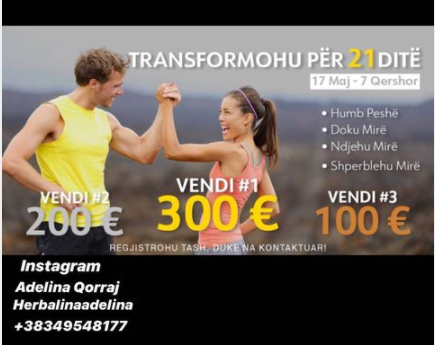 TRANSFORMOHU PËR 21 DITË
17 Maj - 7 Qershor
• Humb Peshë
• Doku Mirë
• Ndjehu Mirë
• Shperblehu Mirë
VENDI #2
200 €
VENDI #1
300 €
VENDI #3
100 €
REGJISTROHU TASH, DUKE NA KONTAKTUAR!
Instagram
Adelina Qorraj
Herbalinaadelina
+38349548177